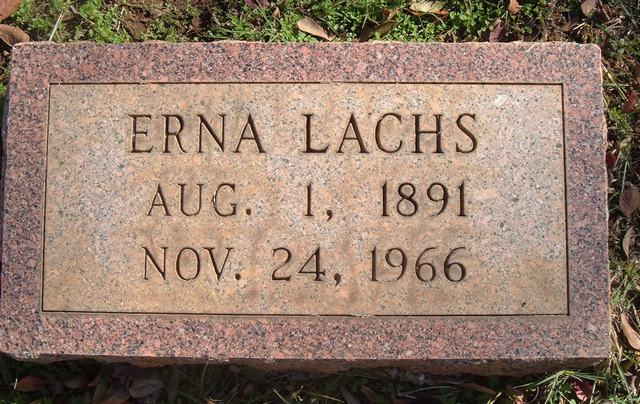 ERNA LACHS
AUG. 1, 1891
NOV. 24, 1966